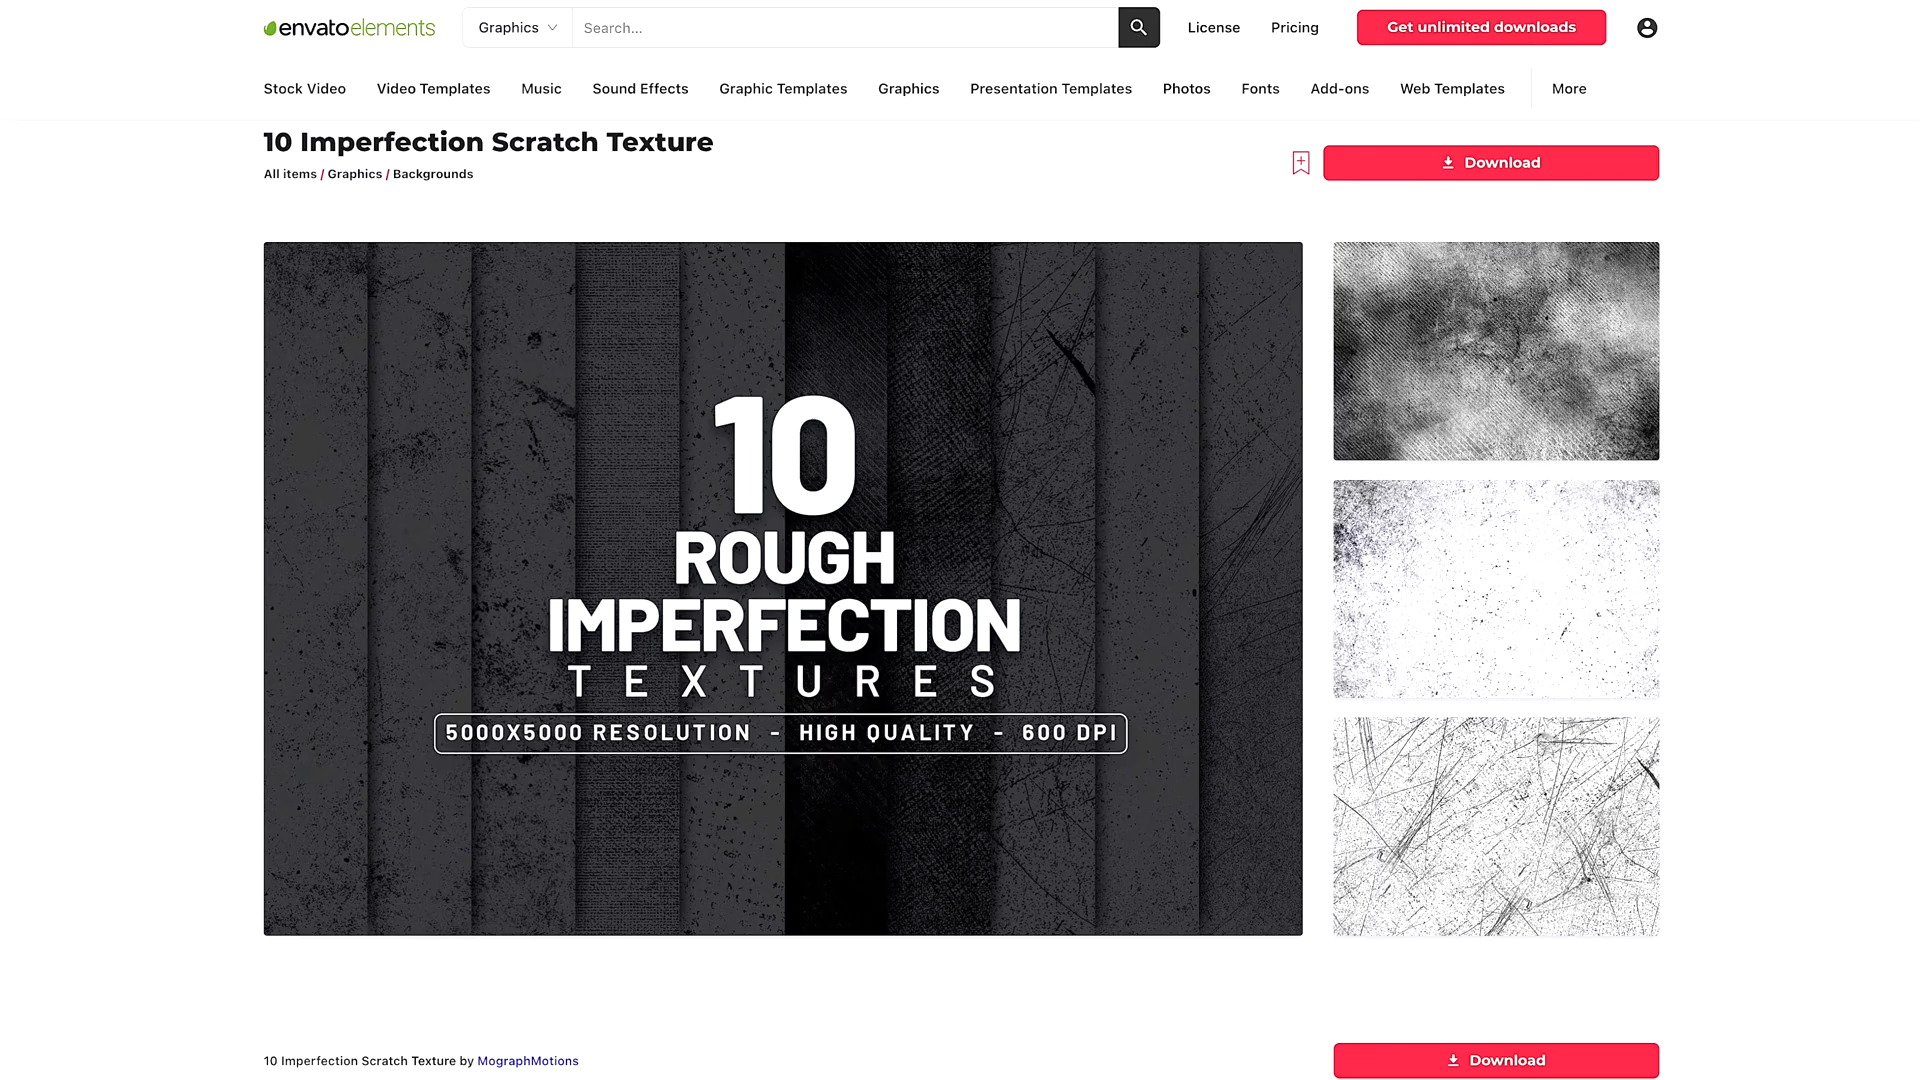 envatoelements
Graphics
Search...
License
Pricing
Get unlimited downloads
Stock Video
Video Templates
Music
Sound Effects
Graphic Templates
Graphics
Presentation Templates
Photos
Fonts
Add-ons
Web Templates
More
10 Imperfection Scratch Texture
All items / Graphics / Backgrounds
Download
10
ROUGH
IMPERFECTION
TEXTURES
5000X5000 RESOLUTION - HIGH QUALITY - 600 DPI
10 Imperfection Scratch Texture by MographMotions
Download